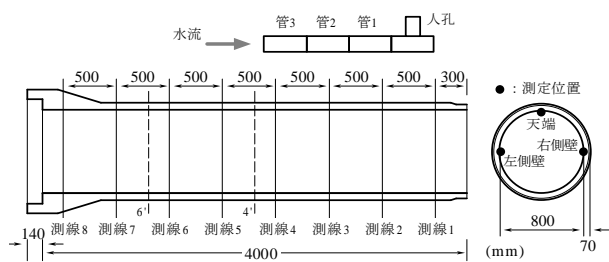 管3 管2 管1 人孔
水流
500 500 500 500 500 500 500 300
●：測定位置
天端
右側壁
左側壁
6' 4'
測線8 測線7 測線6 測線5 測線4 測線3 測線2 測線1
800
140
4000
(mm)
70